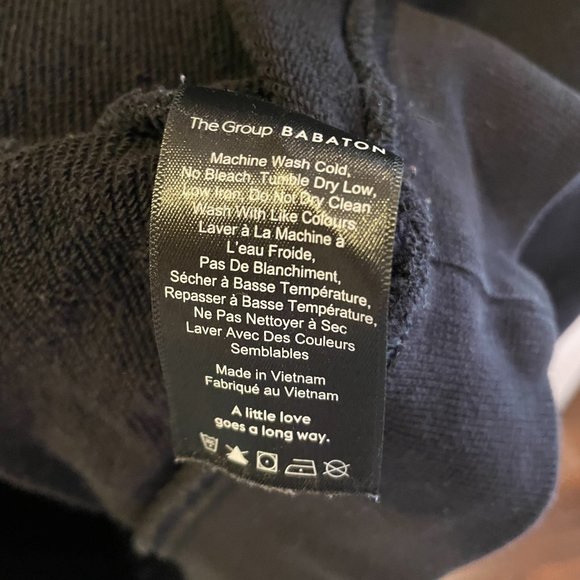 The Group BABATON
Machine Wash Cold,
No Bleach. Tumble Dry Low,
Low Iron. Do Not Dry Clean
Wash With Like Colours,
Laver à La Machine à
L'eau Froide,
Pas De Blanchiment,
Sécher à Basse Température,
Repasser à Basse Température,
Ne Pas Nettoyer à Sec
Laver Avec Des Couleurs
Semblables
Made in Vietnam
Fabriqué au Vietnam
A little love
goes a long way.